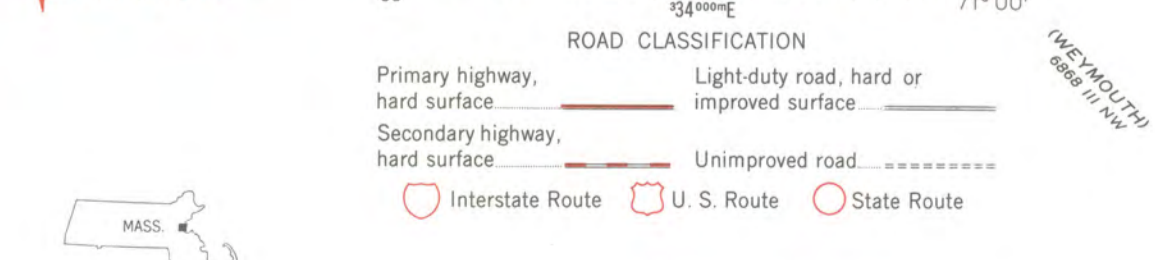 ³34⁰⁰⁰ᵐE
71°00'
ROAD CLASSIFICATION
Primary highway,
hard surface
Light-duty road, hard or
improved surface
Secondary highway,
hard surface
Unimproved road
Interstate Route
U. S. Route
State Route
(WEYMOUTH)
6868 III NW
MASS.